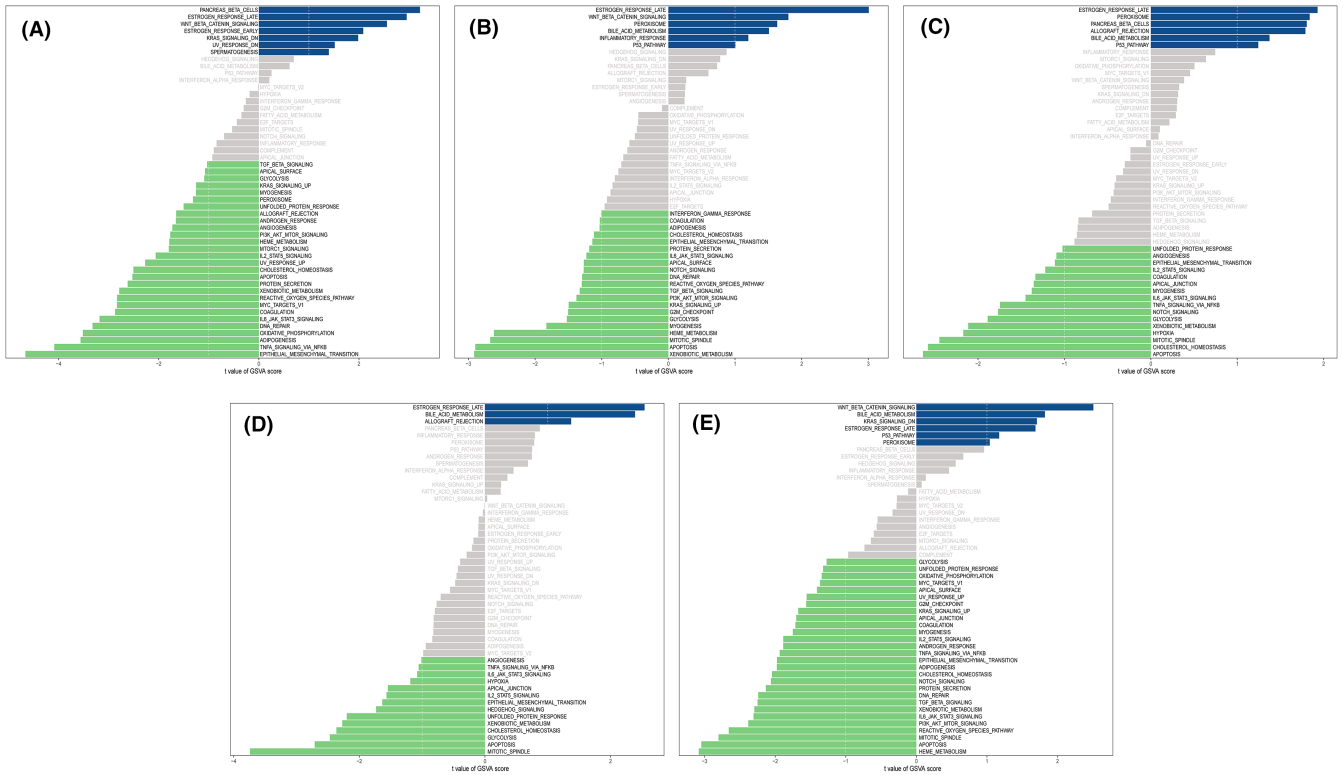 (A)
PANCREAS_BETA_CELLS
ESTROGEN_RESPONSE_LATE
WNT_BETA_CATENIN_SIGNALING
ESTROGEN_RESPONSE_EARLY
KRAS_SIGNALING_DN
UV_RESPONSE_DN
SPERMATOGENESIS
HEDGEHOG_SIGNALING
BILE_ACID_METABOLISM
P53_PATHWAY
INTERFERON_ALPHA_RESPONSE
MYC_TARGETS_V2
HYPOXIA
INTERFERON_GAMMA_RESPONSE
G2M_CHECKPOINT
FATTY_ACID_METABOLISM
E2F_TARGETS
MITOTIC_SPINDLE
NOTCH_SIGNALING
INFLAMMATORY_RESPONSE
COMPLEMENT
APICAL_JUNCTION
TGF_BETA_SIGNALING
APICAL_SURFACE
GLYCOLYSIS
KRAS_SIGNALING_UP
MYOGENESIS
PEROXISOME
UNFOLDED_PROTEIN_RESPONSE
ALLOGRAFT_REJECTION
ANDROGEN_RESPONSE
ANGIOGENESIS
PI3K_AKT_MTOR_SIGNALING
HEME_METABOLISM
MTORC1_SIGNALING
IL2_STAT5_SIGNALING
UV_RESPONSE_UP
CHOLESTEROL_HOMEOSTASIS
APOPTOSIS
PROTEIN_SECRETION
XENOBIOTIC_METABOLISM
REACTIVE_OXYGEN_SPECIES_PATHWAY
MYC_TARGETS_V1
COAGULATION
IL6_JAK_STAT3_SIGNALING
DNA_REPAIR
OXIDATIVE_PHOSPHORYLATION
ADIPOGENESIS
TNFA_SIGNALING_VIA_NFKB
EPITHELIAL_MESENCHYMAL_TRANSITION
-4 -2 0 2
t value of GSVA score
(B)
ESTROGEN_RESPONSE_LATE
WNT_BETA_CATENIN_SIGNALING
PEROXISOME
BILE_ACID_METABOLISM
INFLAMMATORY_RESPONSE
P53_PATHWAY
HEDGEHOG_SIGNALING
KRAS_SIGNALING_DN
PANCREAS_BETA_CELLS
ALLOGRAFT_REJECTION
MTORC1_SIGNALING
ESTROGEN_RESPONSE_EARLY
SPERMATOGENESIS
ANGIOGENESIS
COMPLEMENT
OXIDATIVE_PHOSPHORYLATION
MYC_TARGETS_V1
UV_RESPONSE_DN
UNFOLDED_PROTEIN_RESPONSE
UV_RESPONSE_UP
ANDROGEN_RESPONSE
FATTY_ACID_METABOLISM
TNFA_SIGNALING_VIA_NFKB
MYC_TARGETS_V2
INTERFERON_ALPHA_RESPONSE
IL2_STAT5_SIGNALING
APICAL_JUNCTION
HYPOXIA
E2F_TARGETS
INTERFERON_GAMMA_RESPONSE
COAGULATION
ADIPOGENESIS
CHOLESTEROL_HOMEOSTASIS
EPITHELIAL_MESENCHYMAL_TRANSITION
PROTEIN_SECRETION
IL6_JAK_STAT3_SIGNALING
APICAL_SURFACE
NOTCH_SIGNALING
DNA_REPAIR
REACTIVE_OXYGEN_SPECIES_PATHWAY
TGF_BETA_SIGNALING
PI3K_AKT_MTOR_SIGNALING
KRAS_SIGNALING_UP
G2M_CHECKPOINT
GLYCOLYSIS
MYOGENESIS
HEME_METABOLISM
MITOTIC_SPINDLE
APOPTOSIS
XENOBIOTIC_METABOLISM
-3 -2 -1 0 1 2 3
t value of GSVA score
(C)
ESTROGEN_RESPONSE_LATE
PEROXISOME
PANCREAS_BETA_CELLS
ALLOGRAFT_REJECTION
BILE_ACID_METABOLISM
P53_PATHWAY
INFLAMMATORY_RESPONSE
MTORC1_SIGNALING
OXIDATIVE_PHOSPHORYLATION
MYC_TARGETS_V1
WNT_BETA_CATENIN_SIGNALING
SPERMATOGENESIS
KRAS_SIGNALING_DN
ANDROGEN_RESPONSE
COMPLEMENT
E2F_TARGETS
FATTY_ACID_METABOLISM
APICAL_SURFACE
INTERFERON_ALPHA_RESPONSE
DNA_REPAIR
G2M_CHECKPOINT
UV_RESPONSE_UP
ESTROGEN_RESPONSE_EARLY
UV_RESPONSE_DN
MYC_TARGETS_V2
KRAS_SIGNALING_UP
PI3K_AKT_MTOR_SIGNALING
INTERFERON_GAMMA_RESPONSE
REACTIVE_OXYGEN_SPECIES_PATHWAY
PROTEIN_SECRETION
TGF_BETA_SIGNALING
ADIPOGENESIS
HEME_METABOLISM
HEDGEHOG_SIGNALING
UNFOLDED_PROTEIN_RESPONSE
ANGIOGENESIS
EPITHELIAL_MESENCHYMAL_TRANSITION
IL2_STAT5_SIGNALING
COAGULATION
APICAL_JUNCTION
MYOGENESIS
IL6_JAK_STAT3_SIGNALING
TNFA_SIGNALING_VIA_NFKB
NOTCH_SIGNALING
GLYCOLYSIS
XENOBIOTIC_METABOLISM
HYPOXIA
MITOTIC_SPINDLE
CHOLESTEROL_HOMEOSTASIS
APOPTOSIS
-2 -1 0 1 2
t value of GSVA score
(D)
ESTROGEN_RESPONSE_LATE
BILE_ACID_METABOLISM
ALLOGRAFT_REJECTION
PANCREAS_BETA_CELLS
INFLAMMATORY_RESPONSE
PEROXISOME
P53_PATHWAY
ANDROGEN_RESPONSE
SPERMATOGENESIS
INTERFERON_ALPHA_RESPONSE
COMPLEMENT
KRAS_SIGNALING_UP
FATTY_ACID_METABOLISM
MTORC1_SIGNALING
WNT_BETA_CATENIN_SIGNALING
INTERFERON_GAMMA_RESPONSE
HEME_METABOLISM
APICAL_SURFACE
ESTROGEN_RESPONSE_EARLY
PROTEIN_SECRETION
OXIDATIVE_PHOSPHORYLATION
PI3K_AKT_MTOR_SIGNALING
UV_RESPONSE_UP
TGF_BETA_SIGNALING
UV_RESPONSE_DN
KRAS_SIGNALING_DN
MYC_TARGETS_V1
REACTIVE_OXYGEN_SPECIES_PATHWAY
NOTCH_SIGNALING
E2F_TARGETS
G2M_CHECKPOINT
DNA_REPAIR
MYOGENESIS
COAGULATION
ADIPOGENESIS
MYC_TARGETS_V2
ANGIOGENESIS
TNFA_SIGNALING_VIA_NFKB
IL6_JAK_STAT3_SIGNALING
HYPOXIA
APICAL_JUNCTION
IL2_STAT5_SIGNALING
EPITHELIAL_MESENCHYMAL_TRANSITION
HEDGEHOG_SIGNALING
UNFOLDED_PROTEIN_RESPONSE
XENOBIOTIC_METABOLISM
CHOLESTEROL_HOMEOSTASIS
GLYCOLYSIS
APOPTOSIS
MITOTIC_SPINDLE
-4 -2 0 2
t value of GSVA score
(E)
WNT_BETA_CATENIN_SIGNALING
BILE_ACID_METABOLISM
KRAS_SIGNALING_DN
ESTROGEN_RESPONSE_LATE
P53_PATHWAY
PEROXISOME
PANCREAS_BETA_CELLS
ESTROGEN_RESPONSE_EARLY
HEDGEHOG_SIGNALING
INFLAMMATORY_RESPONSE
INTERFERON_ALPHA_RESPONSE
SPERMATOGENESIS
FATTY_ACID_METABOLISM
HYPOXIA
MYC_TARGETS_V2
UV_RESPONSE_DN
INTERFERON_GAMMA_RESPONSE
ANGIOGENESIS
E2F_TARGETS
MTORC1_SIGNALING
ALLOGRAFT_REJECTION
COMPLEMENT
GLYCOLYSIS
UNFOLDED_PROTEIN_RESPONSE
OXIDATIVE_PHOSPHORYLATION
MYC_TARGETS_V1
APICAL_SURFACE
UV_RESPONSE_UP
G2M_CHECKPOINT
KRAS_SIGNALING_UP
APICAL_JUNCTION
COAGULATION
MYOGENESIS
IL2_STAT5_SIGNALING
ANDROGEN_RESPONSE
TNFA_SIGNALING_VIA_NFKB
EPITHELIAL_MESENCHYMAL_TRANSITION
ADIPOGENESIS
CHOLESTEROL_HOMEOSTASIS
NOTCH_SIGNALING
PROTEIN_SECRETION
DNA_REPAIR
TGF_BETA_SIGNALING
XENOBIOTIC_METABOLISM
IL6_JAK_STAT3_SIGNALING
PI3K_AKT_MTOR_SIGNALING
REACTIVE_OXYGEN_SPECIES_PATHWAY
MITOTIC_SPINDLE
APOPTOSIS
HEME_METABOLISM
-3 -2 -1 0 1 2
t value of GSVA score